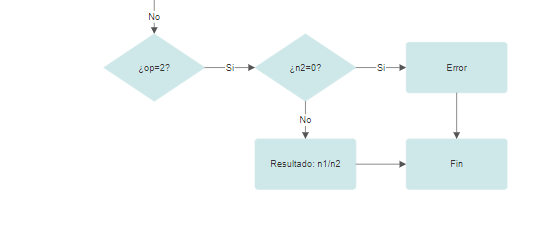 No
¿op=2?
Si
¿n2=0?
Si
Error
No
Resultado: n1/n2
Fin